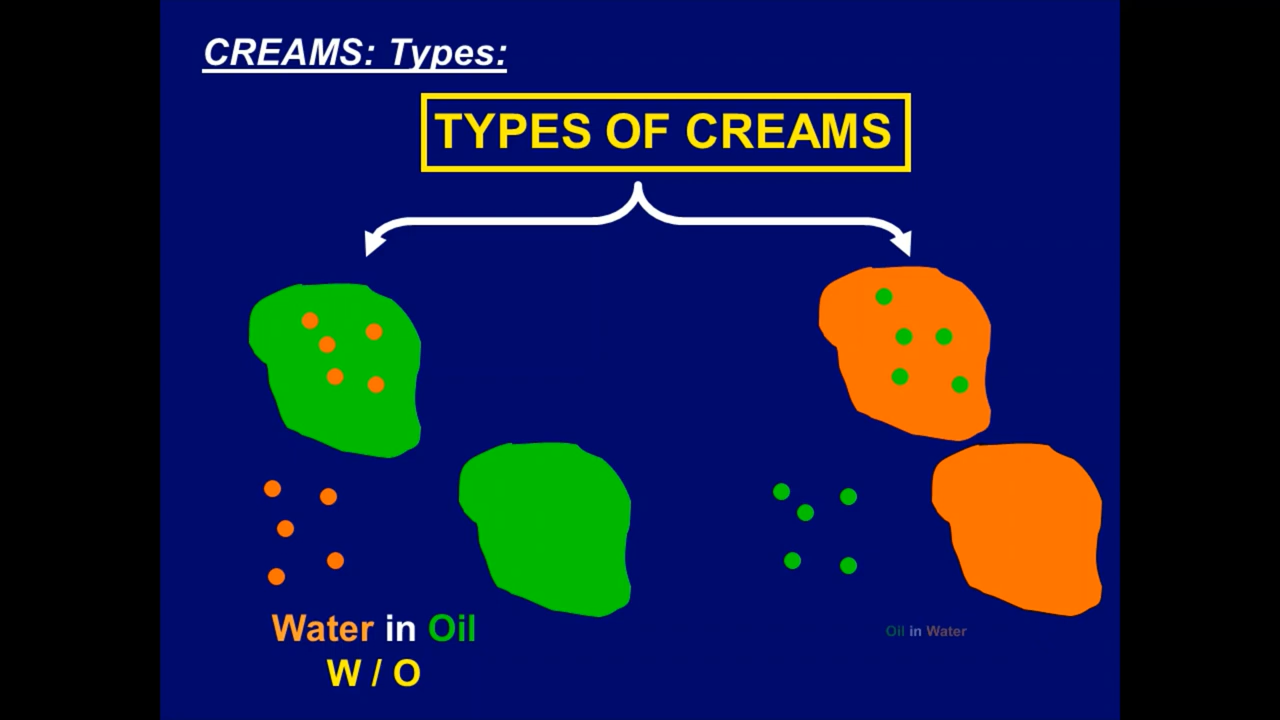 CREAMS: Types:
TYPES OF CREAMS
Water in Oil
W / O
Oil in Water